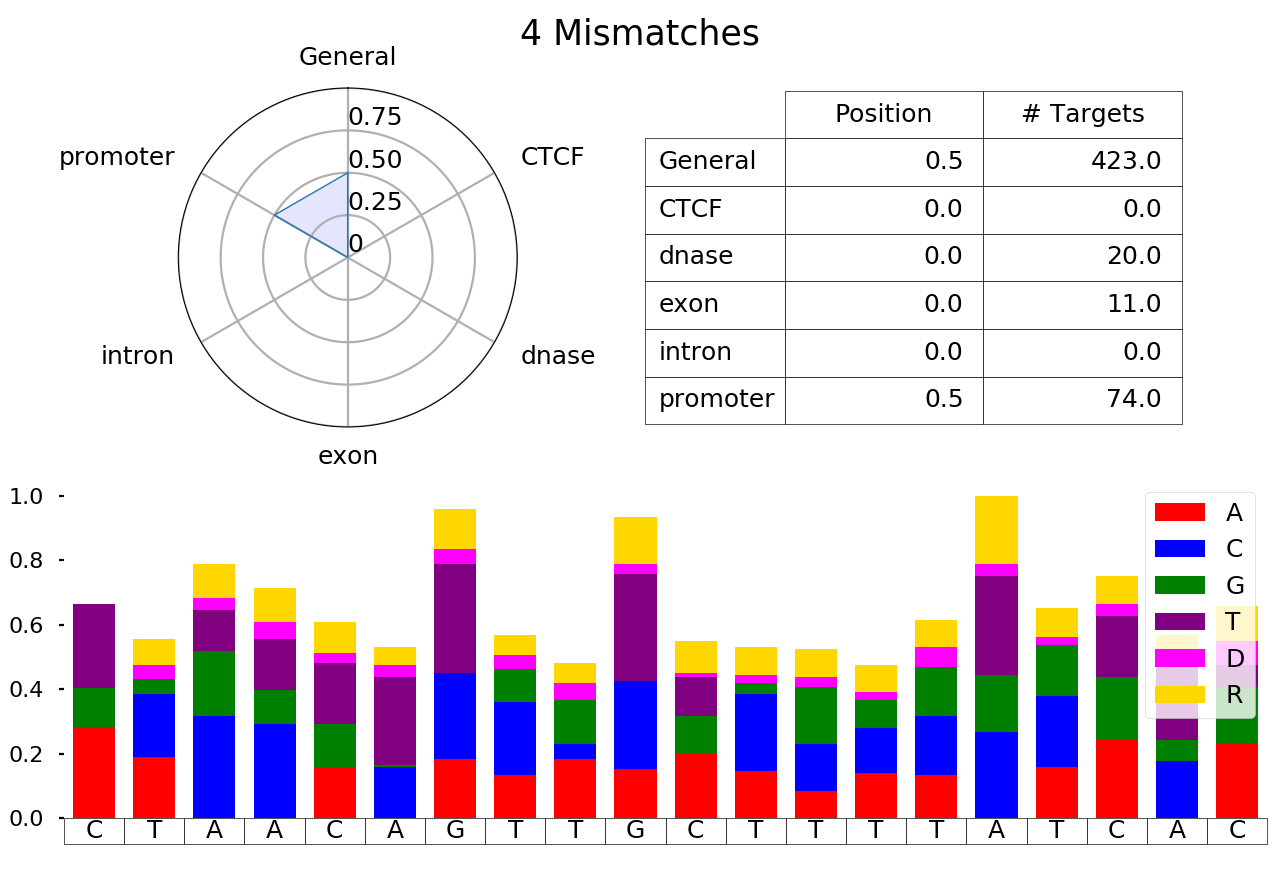 4 Mismatches
General
promoter
CTCF
intron
dnase
exon
0.75
0.50
0.25
0
Position # Targets
General 0.5 423.0
CTCF 0.0 0.0
dnase 0.0 20.0
exon 0.0 11.0
intron 0.0 0.0
promoter 0.5 74.0
1.0
0.8
0.6
0.4
0.2
0.0
A
C
G
T
D
R
C T A A C A G T T G C T T T T A T C A C